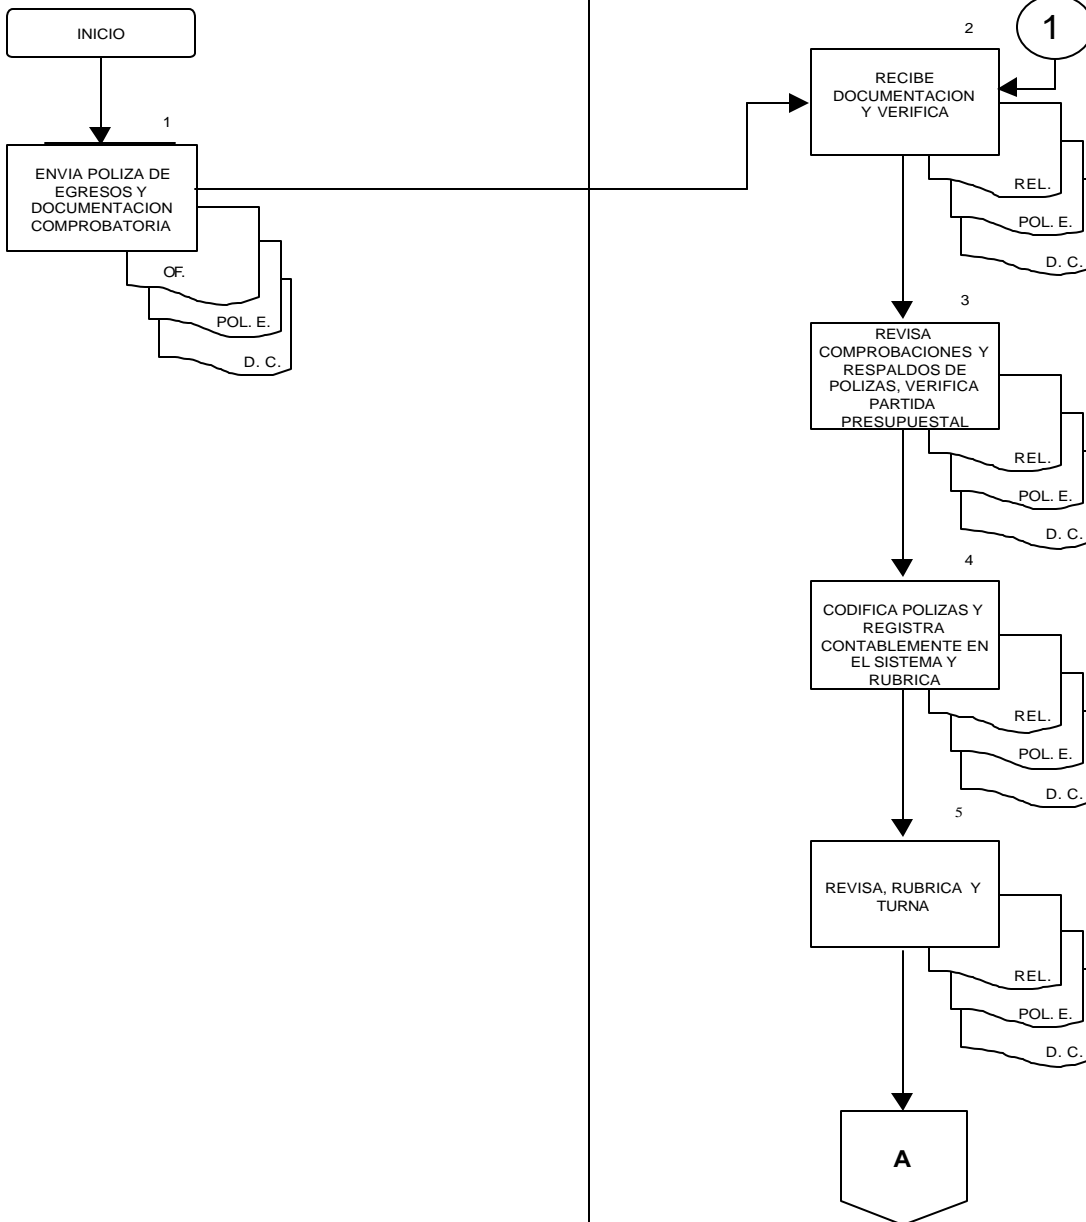 INICIO
1
ENVIA POLIZA DE
EGRESOS Y
DOCUMENTACION
COMPROBATORIA
OF.
POL. E.
D. C.
1
2
RECIBE
DOCUMENTACION
Y VERIFICA
REL.
POL. E.
D. C.
3
REVISA
COMPROBACIONES Y
RESPALDOS DE
POLIZAS, VERIFICA
PARTIDA
PRESUPUESTAL
REL.
POL. E.
D. C.
4
CODIFICA POLIZAS Y
REGISTRA
CONTABLEMENTE EN
EL SISTEMA Y
RUBRICA
REL.
POL. E.
D. C.
5
REVISA, RUBRICA Y
TURNA
REL.
POL. E.
D. C.
A